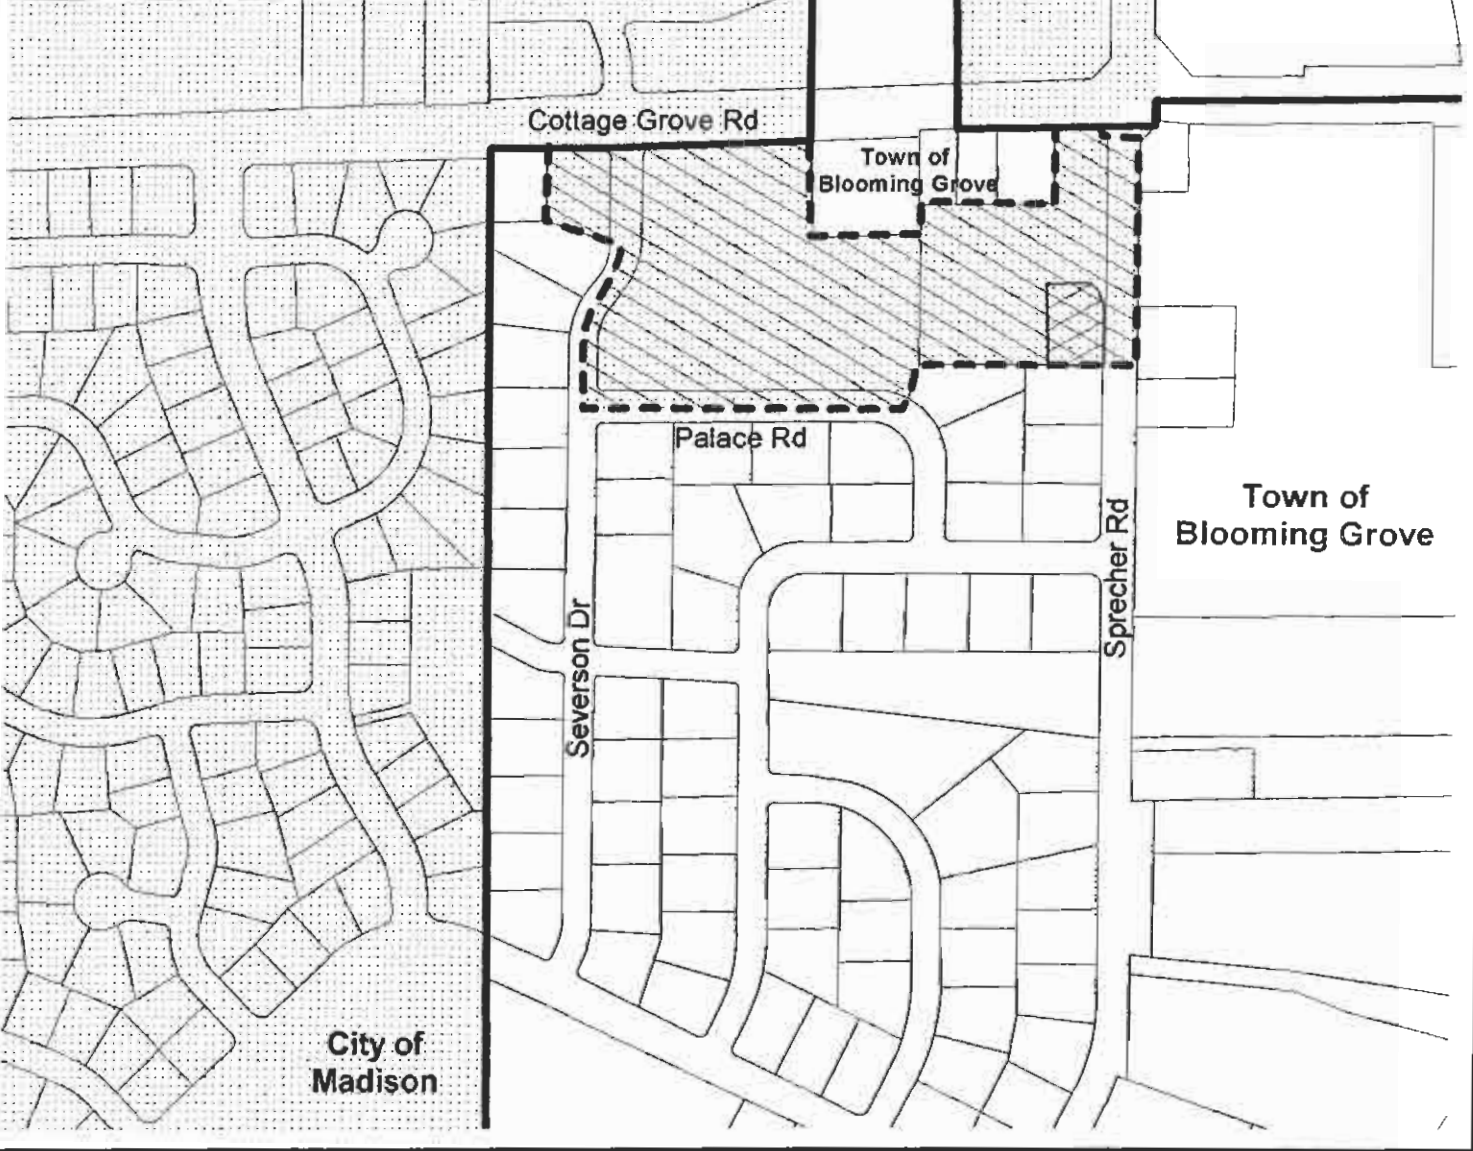 Cottage Grove Rd
Town of
Blooming Grove
Palace Rd
Town of
Blooming Grove
Sprecher Rd
Severson Dr
City of
Madison